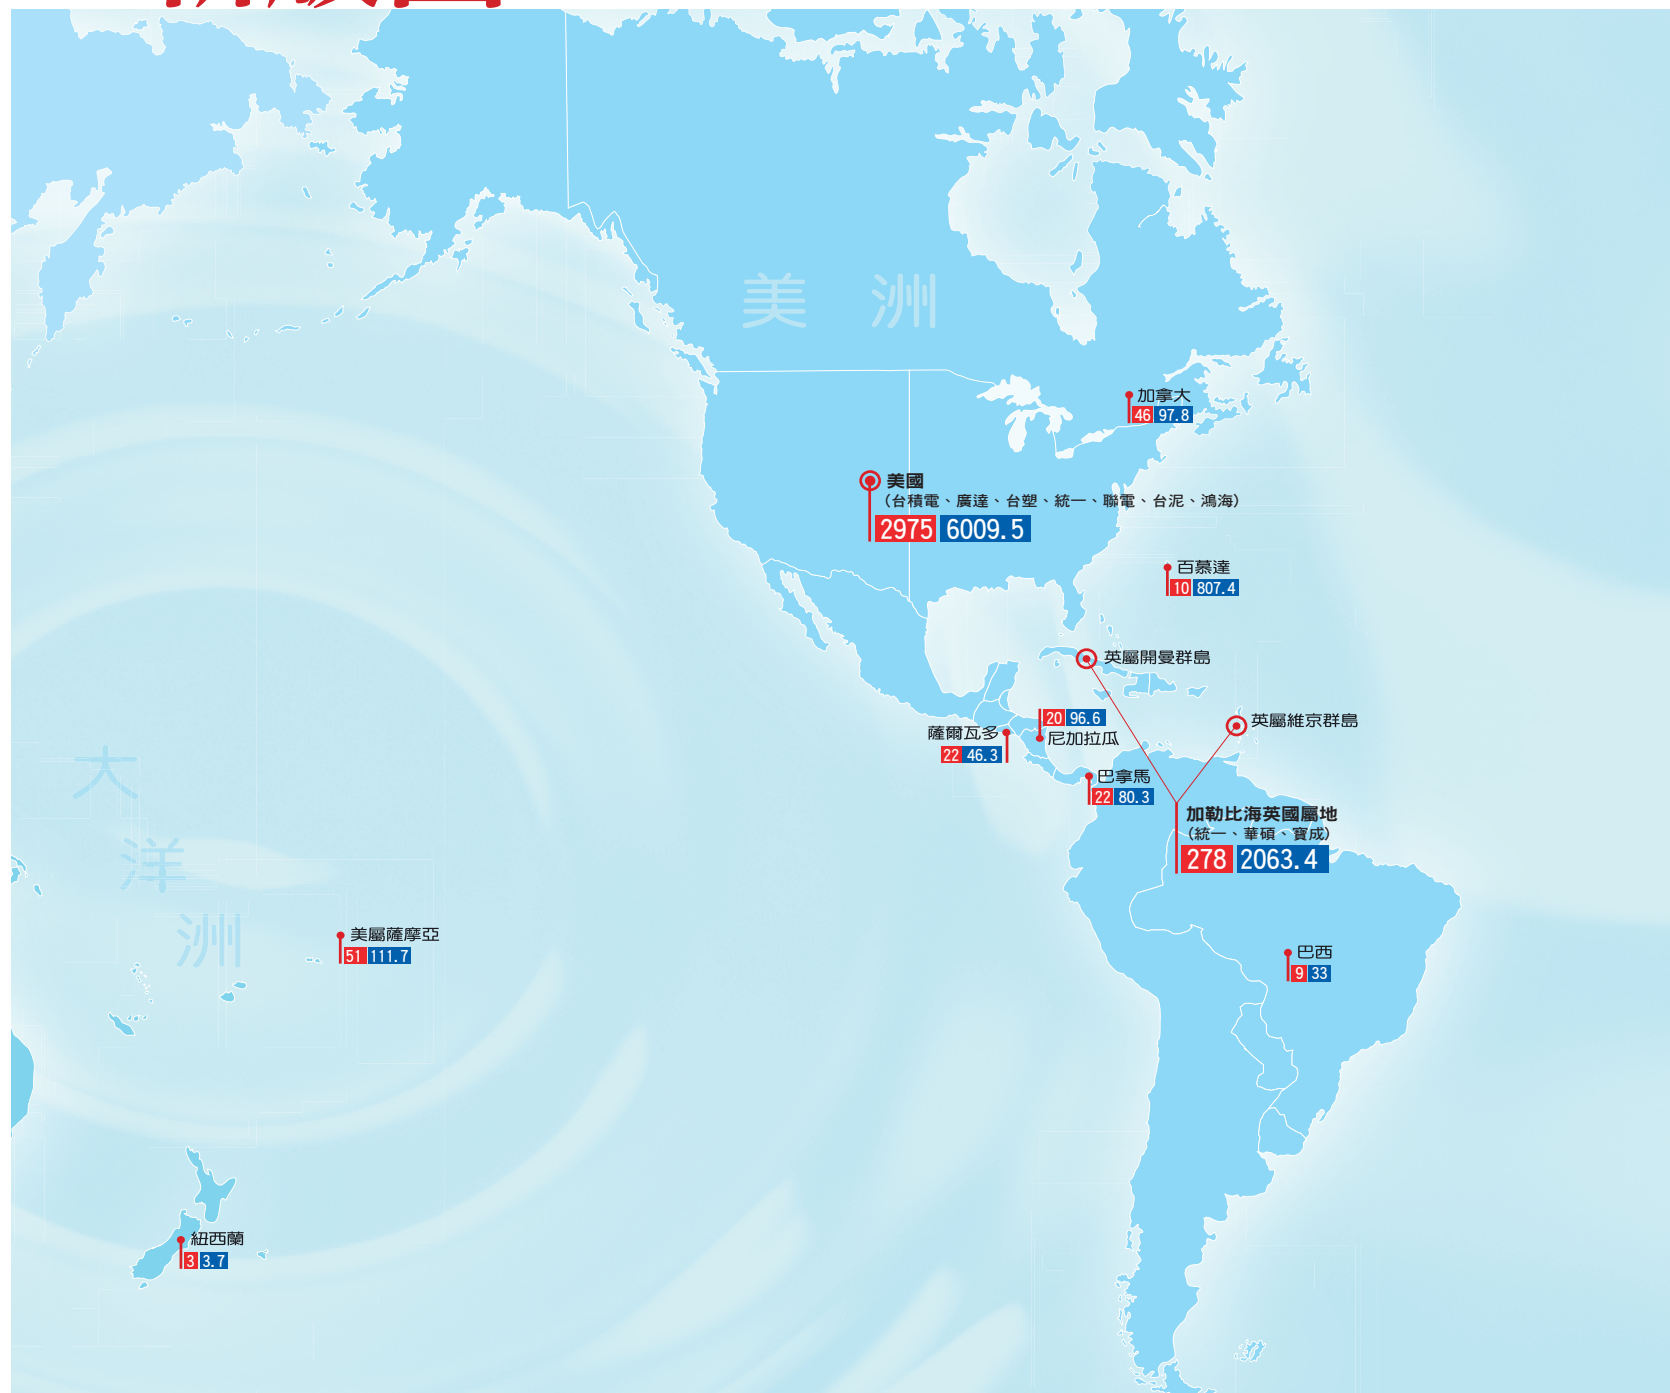 美洲
加拿大
46 97.8
美國
(台積電、廣達、台塑、統一、聯電、台泥、鴻海)
2975 6009.5
百慕達
10 807.4
英屬開曼群島
20 96.6
尼加拉瓜
薩爾瓦多
22 46.3
英屬維京群島
巴拿馬
22 80.3
加勒比海英國屬地
(統一、華碩、寶成)
278 2063.4
大洋洲
美屬薩摩亞
51 111.7
巴西
9 33
紐西蘭
3 3.7